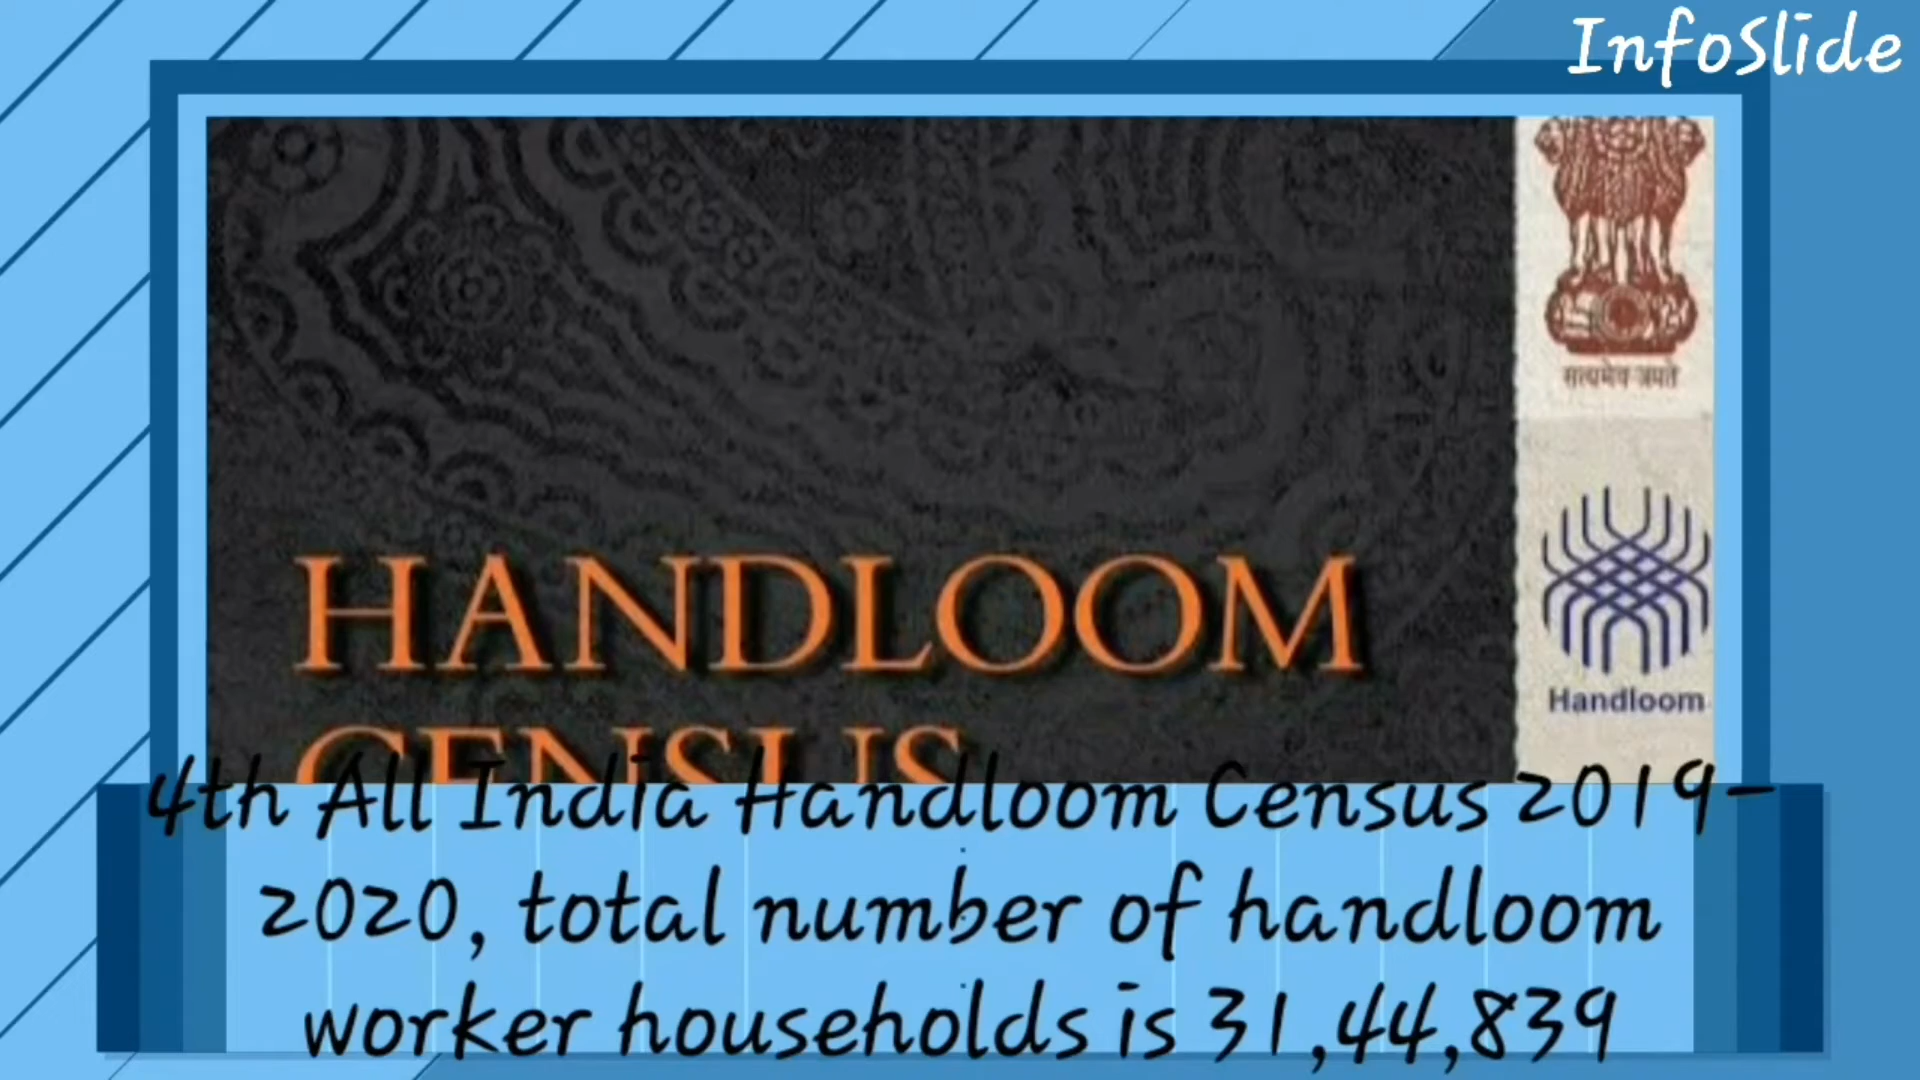 InfoSlide
सत्यमेव जयते
HANDLOOM
Handloom
CENSUS
4th All India Handloom Census 2019-
2020, total number of handloom
worker households is 31,44,839